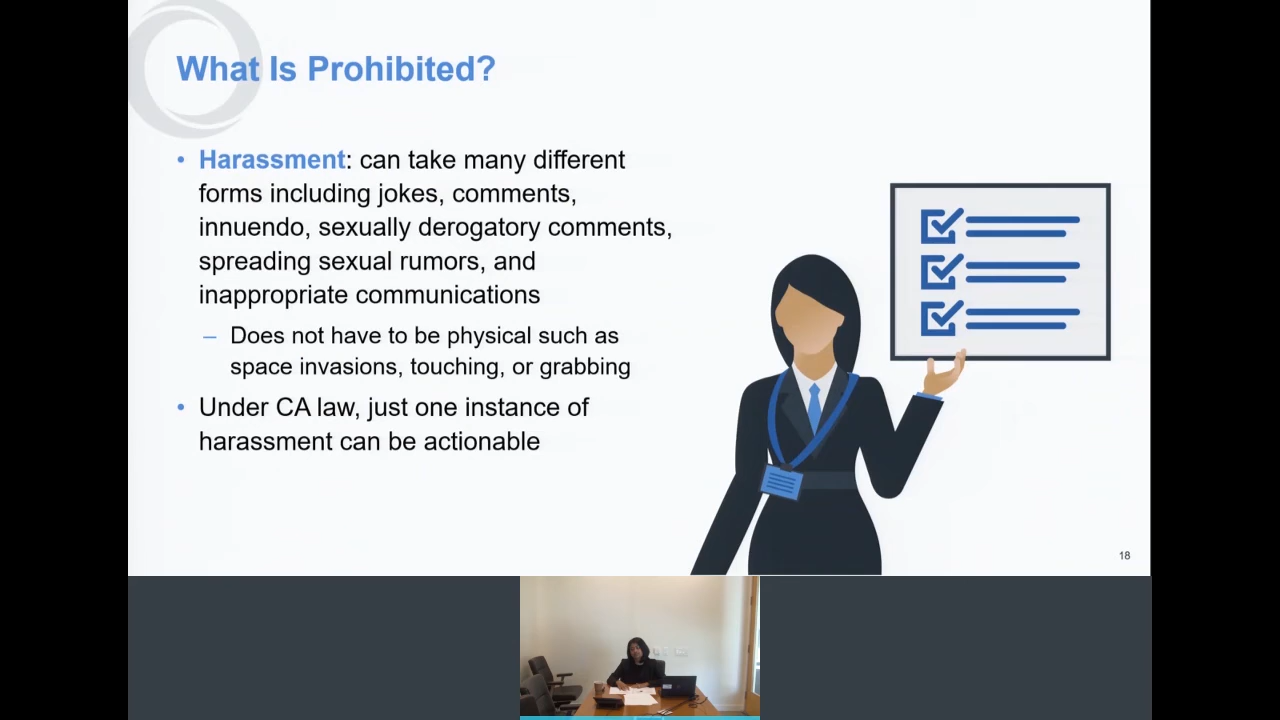 What Is Prohibited?
• Harassment: can take many different
forms including jokes, comments,
innuendo, sexually derogatory comments,
spreading sexual rumors, and
inappropriate communications
– Does not have to be physical such as
space invasions, touching, or grabbing
• Under CA law, just one instance of
harassment can be actionable
18